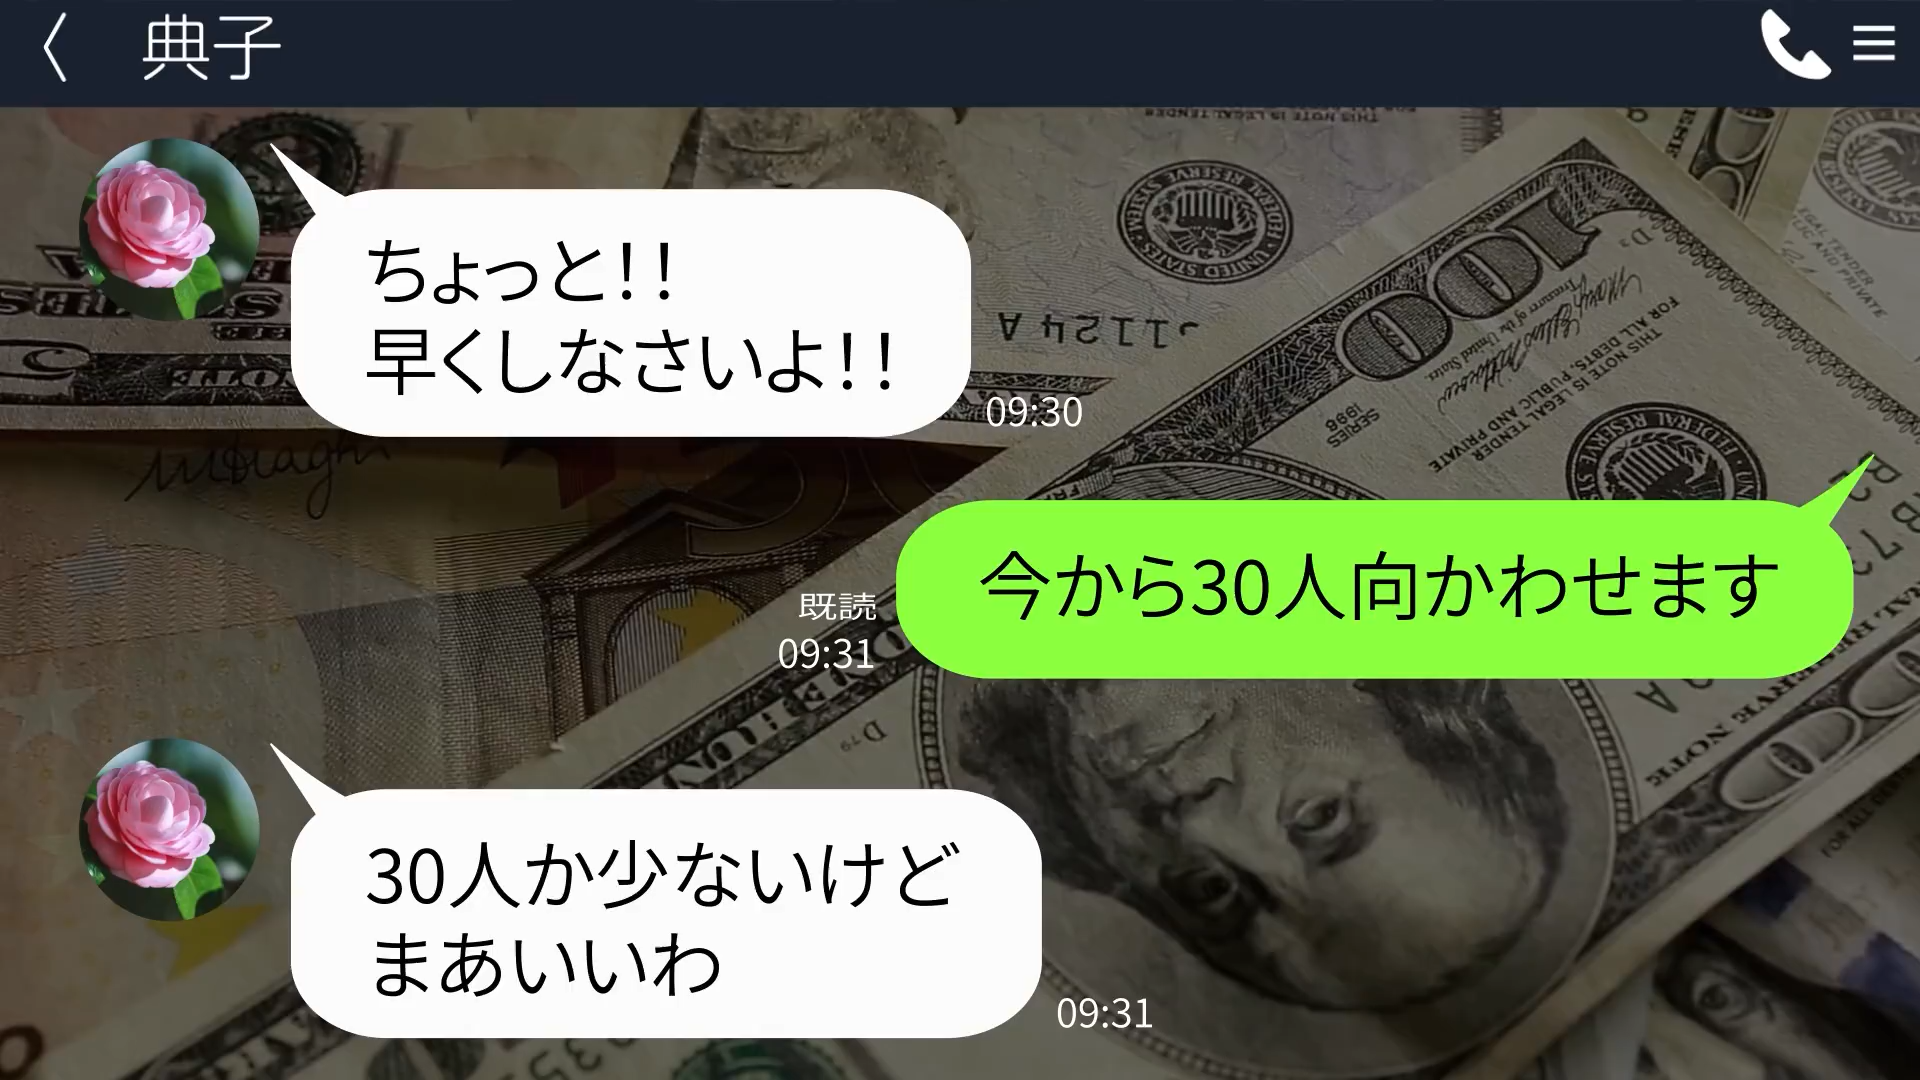 典子
ちょっと！！
早くしなさいよ！！
09:30
今から30人向かわせます
既読
09:31
30人か少ないけど
まあいいわ
09:31